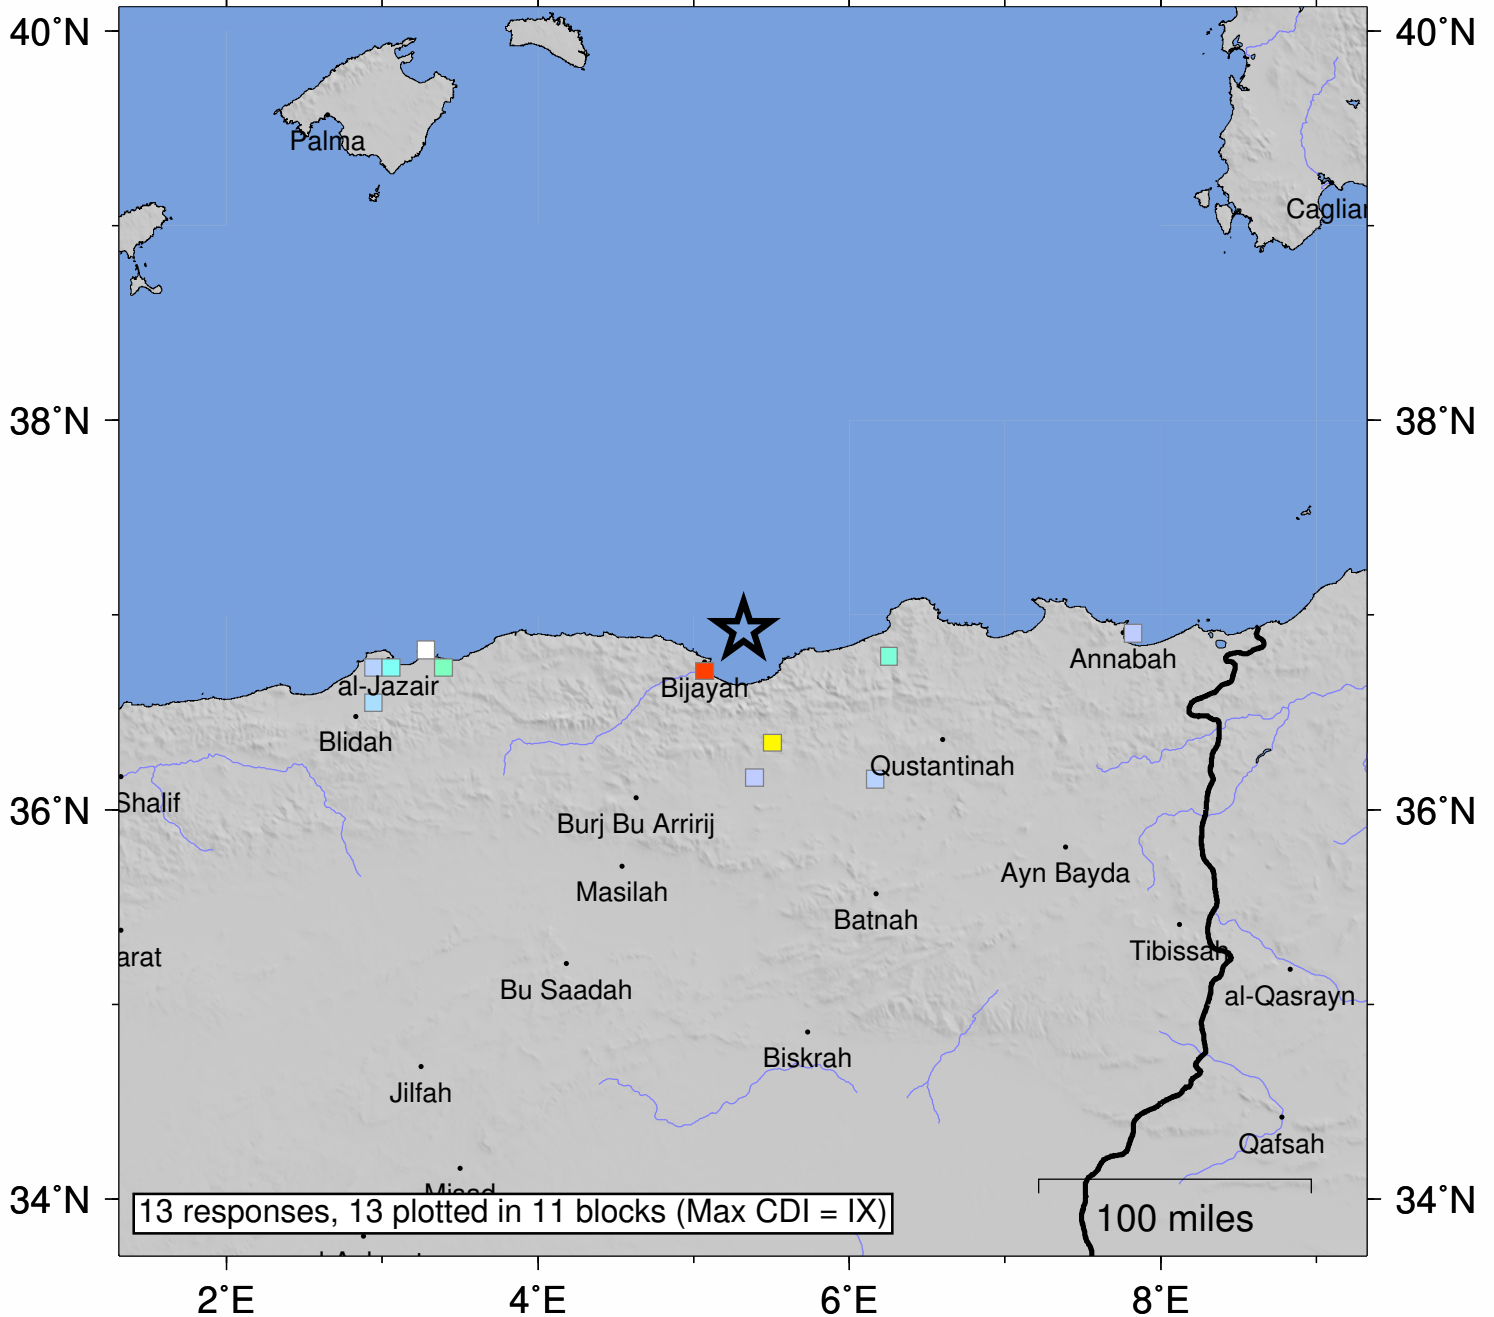 40°N
40°N
Palma
Cagliar
38°N
38°N
Annabah
al-Jazair
Bijayah
Blidah
Qustantinah
Shalif
36°N
36°N
Burj Bu Arririj
Ayn Bayda
Masilah
Batnah
Tibissah
arat
Bu Saadah
al-Qasrayn
Biskrah
Jilfah
Qafsah
34°N
34°N
13 responses, 13 plotted in 11 blocks (Max CDI = IX)
100 miles
2°E
4°E
6°E
8°E